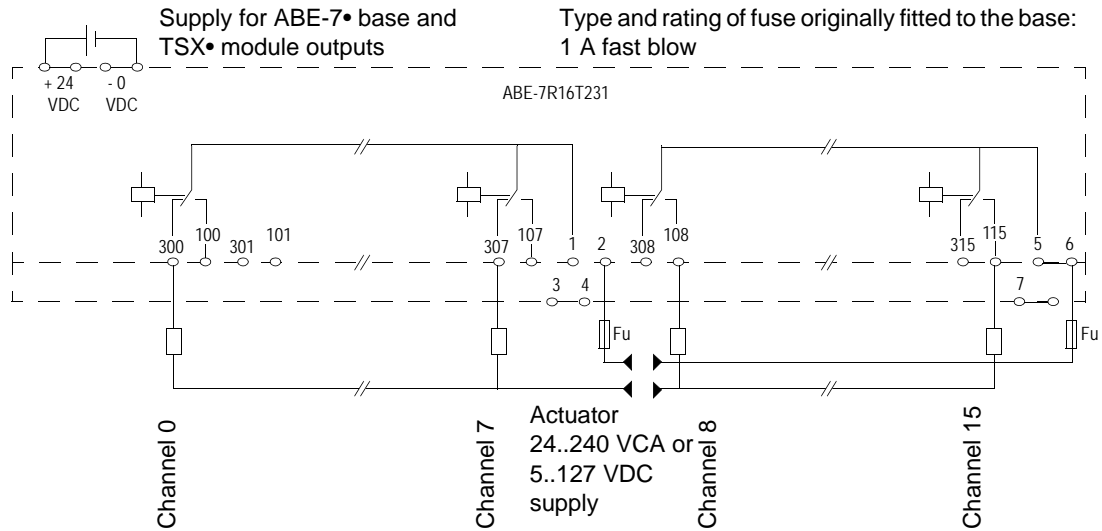 Supply for ABE-7• base and
TSX• module outputs
Type and rating of fuse originally fitted to the base:
1 A fast blow
+ 24
VDC
- 0
VDC
ABE-7R16T231
300
100
301
101
307
107
1
2
308
108
315
115
5
6
3
4
7
Fu
Fu
Channel 0
Channel 7
Actuator
24..240 VCA or
5..127 VDC
supply
Channel 8
Channel 15